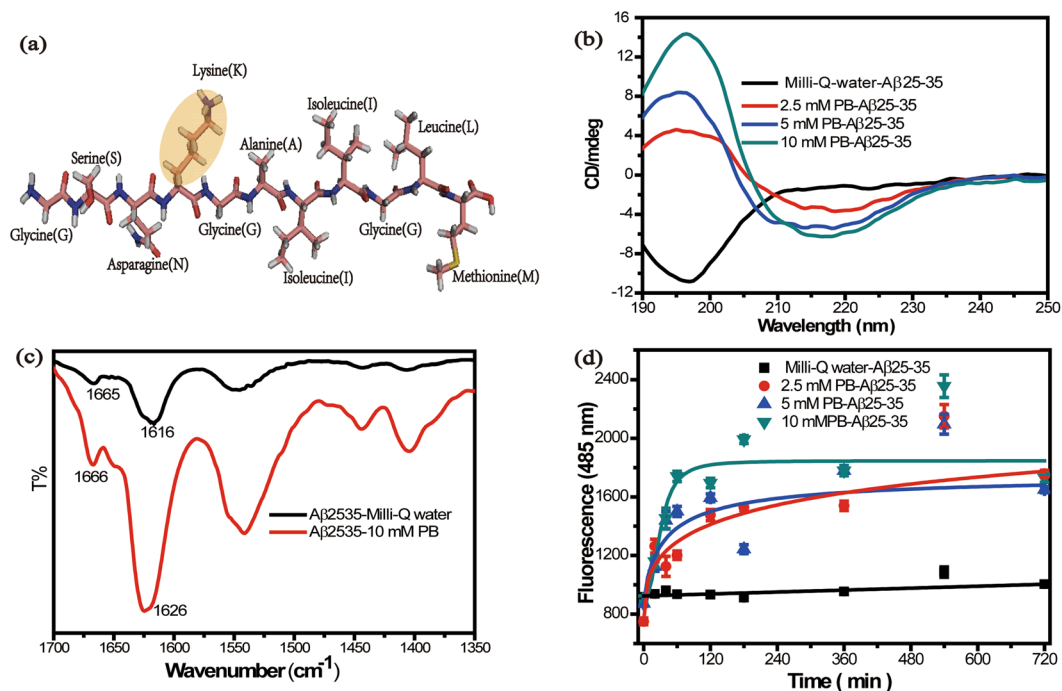 (a)
Lysine(K)
Isoleucine(I)
Leucine(L)
Serine(S)
Alanine(A)
Glycine(G)
Glycine(G)
Glycine(G)
Asparagine(N)
Isoleucine(I)
Methionine(M)
(b)
CD/mdeg
16
12
8
4
0
-4
-8
-12
Milli-Q-water-Aβ25-35
2.5 mM PB-Aβ25-35
5 mM PB-Aβ25-35
10 mM PB-Aβ25-35
190 200 210 220 230 240 250
Wavelength (nm)
(c)
T%
1665
1616
1666
1626
Aβ2535-Milli-Q water
Aβ2535-10 mM PB
1700 1650 1600 1550 1500 1450 1400 1350
Wavenumber (cm-1)
(d)
Fluorescence (485 nm)
2400
2000
1600
1200
800
Milli-Q water-Aβ25-35
2.5 mM PB-Aβ25-35
5 mM PB-Aβ25-35
10 mMPB-Aβ25-35
0 120 240 360 480 600 720
Time ( min )